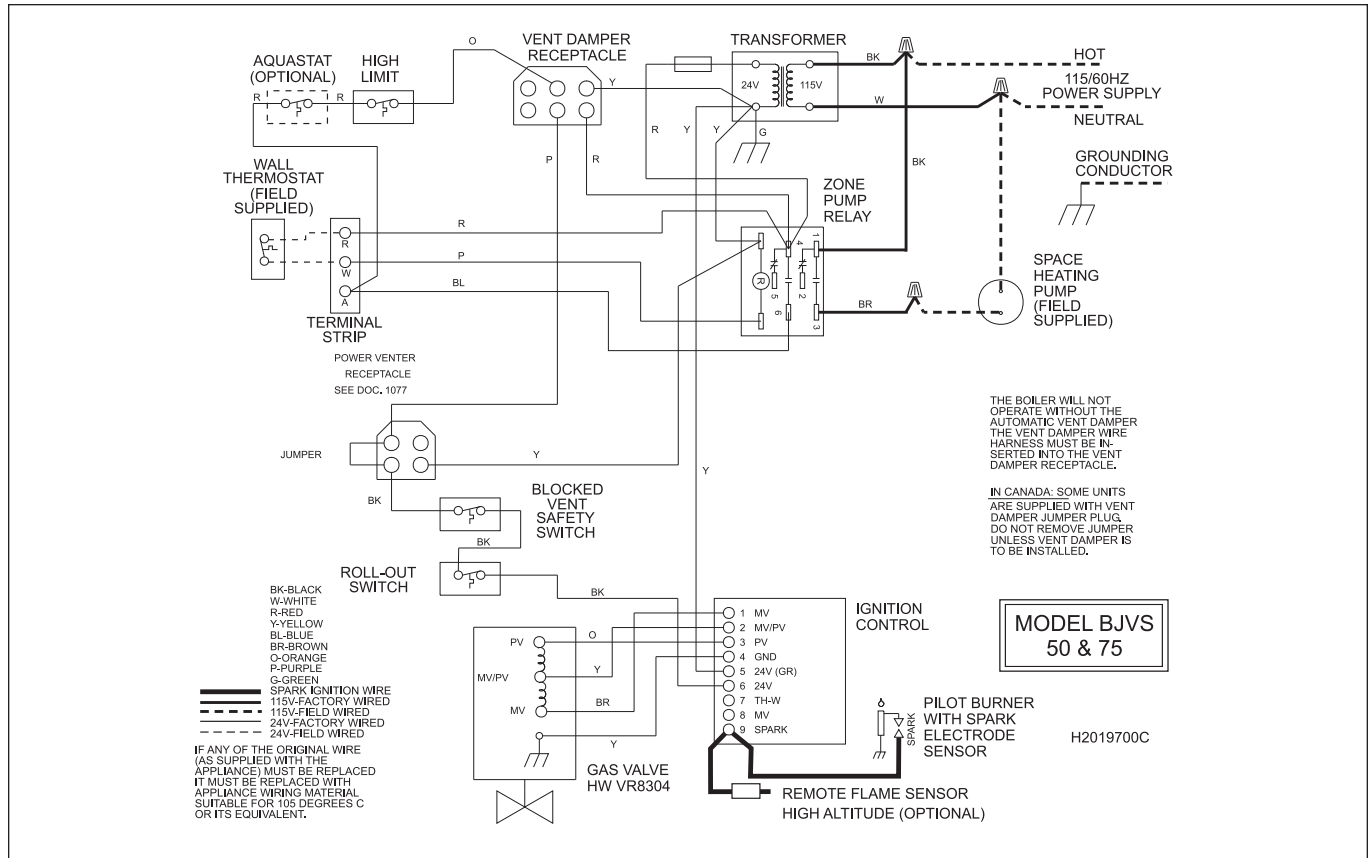 O
VENT DAMPER
RECEPTACLE
TRANSFORMER
AQUASTAT
(OPTIONAL)
HIGH
LIMIT
R
R
Y
24V
115V
BK
HOT
115/60HZ
POWER SUPPLY
W
NEUTRAL
R
Y
Y
G
P
R
BK
GROUNDING
CONDUCTOR
WALL
THERMOSTAT
(FIELD
SUPPLIED)
ZONE
PUMP
RELAY
R
W
A
R
P
BL
TERMINAL
STRIP
1
4
R
5
2
6
3
BR
SPACE
HEATING
PUMP
(FIELD
SUPPLIED)
POWER VENTER
RECEPTACLE
SEE DOC. 1077
JUMPER
Y
Y
BK
BLOCKED
VENT
SAFETY
SWITCH
BK
ROLL-OUT
SWITCH
BK
THE BOILER WILL NOT
OPERATE WITHOUT THE
AUTOMATIC VENT DAMPER
THE VENT DAMPER WIRE
HARNESS MUST BE IN-
SERTED INTO THE VENT
DAMPER RECEPTACLE.
IN CANADA: SOME UNITS
ARE SUPPLIED WITH VENT
DAMPER JUMPER PLUG.
DO NOT REMOVE JUMPER
UNLESS VENT DAMPER IS
TO BE INSTALLED.
BK-BLACK
W-WHITE
R-RED
Y-YELLOW
BL-BLUE
BR-BROWN
O-ORANGE
P-PURPLE
G-GREEN
SPARK IGNITION WIRE
115V-FACTORY WIRED
115V-FIELD WIRED
24V-FACTORY WIRED
24V-FIELD WIRED
IF ANY OF THE ORIGINAL WIRE
(AS SUPPLIED WITH THE
APPLIANCE) MUST BE REPLACED
IT MUST BE REPLACED WITH
APPLIANCE WIRING MATERIAL
SUITABLE FOR 105 DEGREES C
OR ITS EQUIVALENT.
PV
MV/PV
MV
O
Y
BR
Y
GAS VALVE
HW VR8304
1 MV
2 MV/PV
3 PV
4 GND
5 24V (GR)
6 24V
7 TH-W
8 MV
9 SPARK
IGNITION
CONTROL
MODEL BJVS
50 & 75
SPARK
PILOT BURNER
WITH SPARK
ELECTRODE
SENSOR
H2019700C
REMOTE FLAME SENSOR
HIGH ALTITUDE (OPTIONAL)